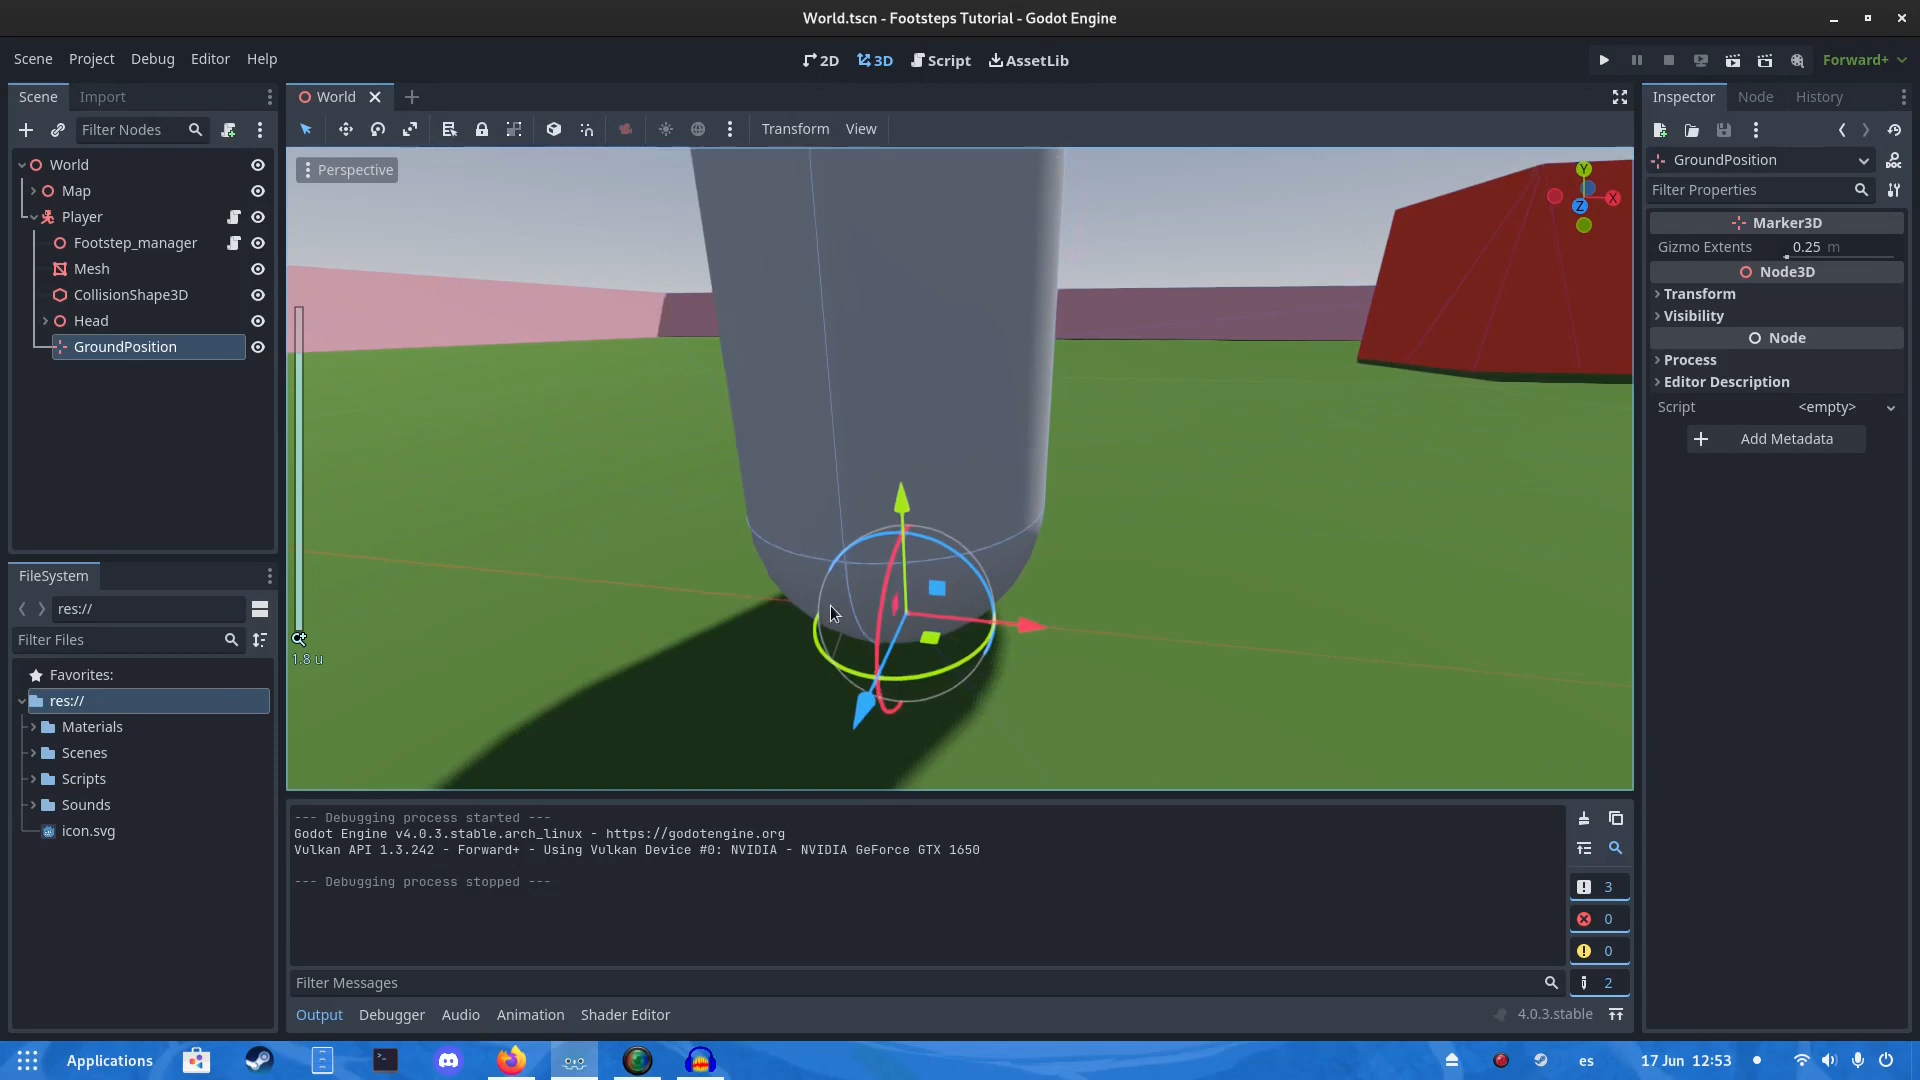 World.tscn - Footsteps Tutorial - Godot Engine
Scene Project Debug Editor Help
2D 3D Script AssetLib
Forward+
Scene Import
World
Inspector Node History
Filter Nodes
Transform View
World
Map
Player
Footstep_manager
Mesh
CollisionShape3D
Head
GroundPosition
Perspective
Y
X
Z
1.8 u
GroundPosition
Filter Properties
Marker3D
Gizmo Extents 0.25 m
Node3D
Transform
Visibility
Node
Process
Editor Description
Script <empty>
Add Metadata
FileSystem
res://
Filter Files
Favorites:
res://
Materials
Scenes
Scripts
Sounds
icon.svg
--- Debugging process started ---
Godot Engine v4.0.3.stable.arch_linux - https://godotengine.org
Vulkan API 1.3.242 - Forward+ - Using Vulkan Device #0: NVIDIA - NVIDIA GeForce GTX 1650
--- Debugging process stopped ---
3
0
0
2
Filter Messages
Output Debugger Audio Animation Shader Editor
4.0.3.stable
Applications
es
17 Jun 12:53